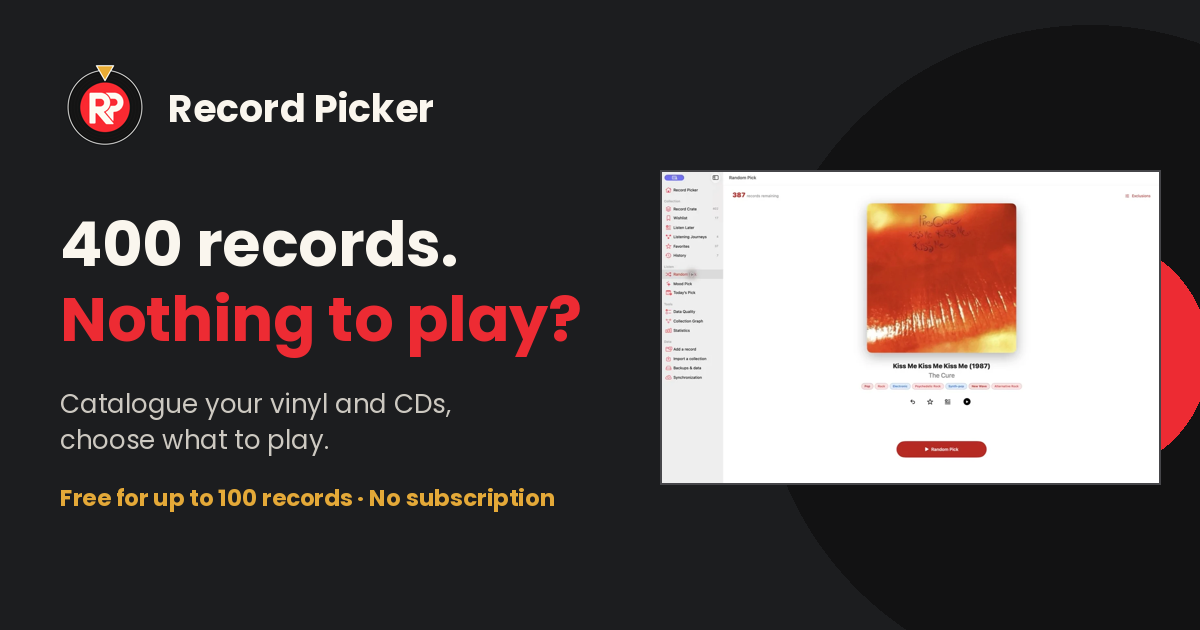 RP
Record Picker
400 records.
Nothing to play?
Catalogue your vinyl and CDs,
choose what to play.
Free for up to 100 records · No subscription
Record Picker
Record Crate
Wishlist
Listen Later
Listening Journeys
Favorites
History
Mood Pick
Today's Pick
Data Quality
Collection Graph
Statistics
Add a record
Import a collection
Backups & data
Synchronization
Random Pick
387 records remaining
Exclusions
Kiss Me Kiss Me Kiss Me (1987)
The Cure
Pop Rock Electronic Psychedelic Rock Synth-pop New Wave Alternative Rock
Random Pick